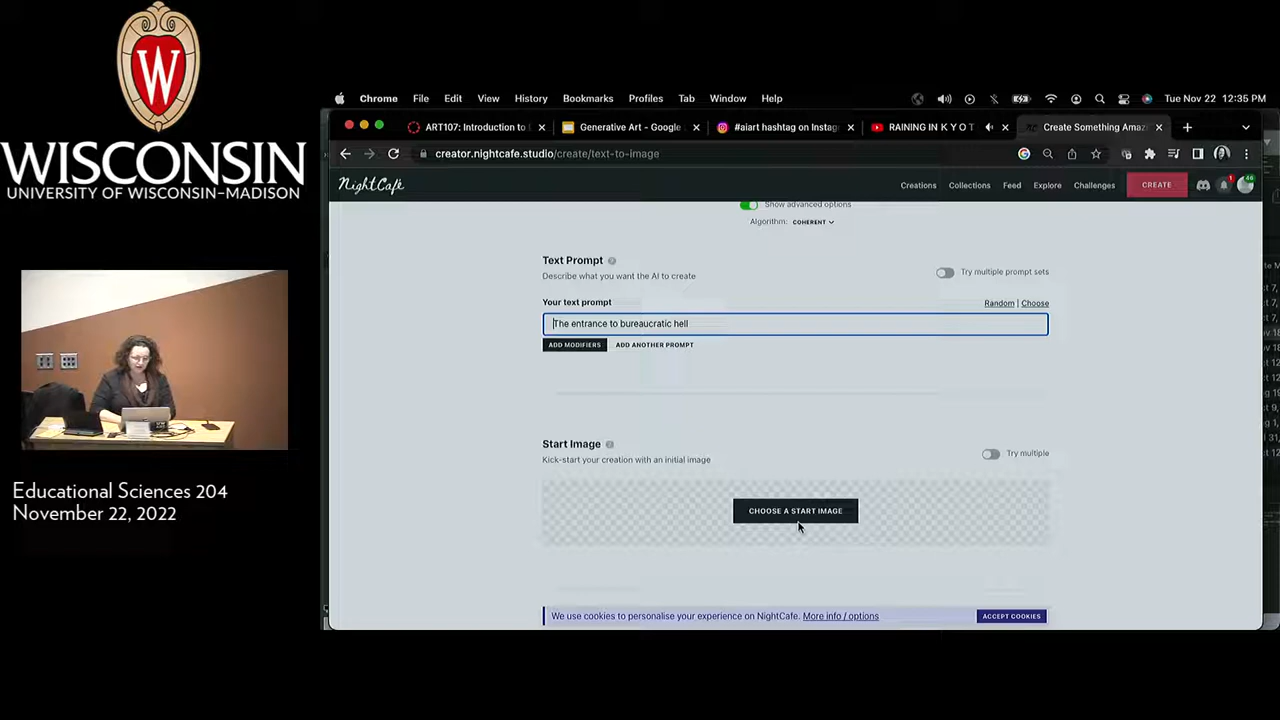 W
WISCONSIN
UNIVERSITY OF WISCONSIN-MADISON
Educational Sciences 204
November 22, 2022
Chrome File Edit View History Bookmarks Profiles Tab Window Help
Tue Nov 22 12:35 PM
ART107: Introduction to
Generative Art - Google
#aiart hashtag on Instag
RAINING IN K Y O T
Create Something Amaz
creator.nightcafe.studio/create/text-to-image
NightCafe
Creations Collections Feed Explore Challenges CREATE
Show advanced options
Algorithm: COHERENT
Text Prompt
Describe what you want the AI to create
Try multiple prompt sets
Your text prompt
Random | Choose
The entrance to bureaucratic hell
ADD MODIFIERS ADD ANOTHER PROMPT
Start Image
Kick-start your creation with an initial image
Try multiple
CHOOSE A START IMAGE
We use cookies to personalise your experience on NightCafe. More info / options
ACCEPT COOKIES